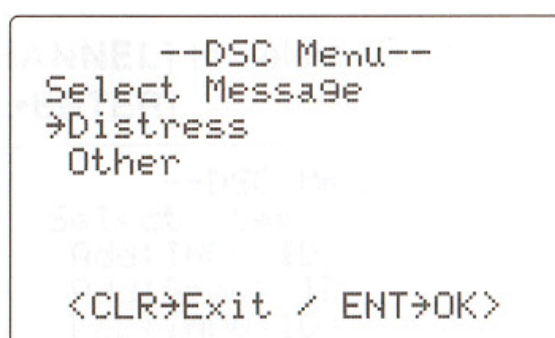 --DSC Menu--
Select Message
→Distress
Other
<CLR→Exit / ENT→OK>